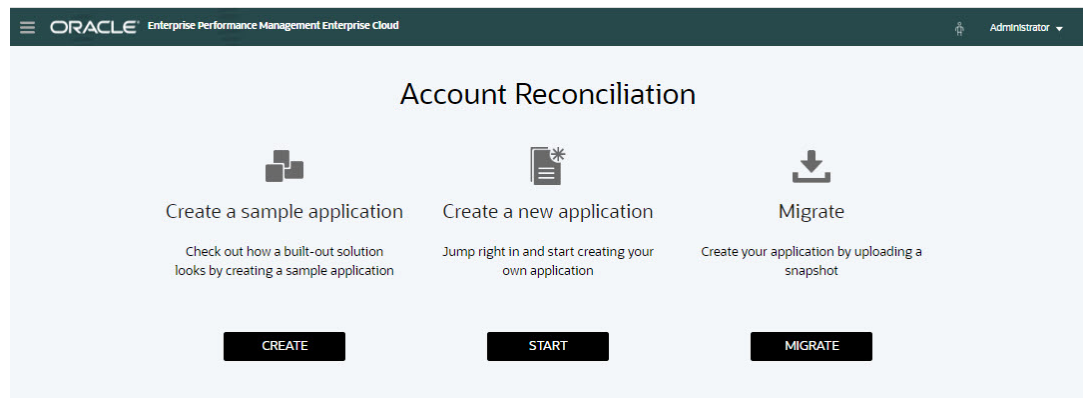 ORACLE Enterprise Performance Management Enterprise Cloud Administrator
Account Reconciliation
Create a sample application
Check out how a built-out solution
looks by creating a sample application
CREATE
Create a new application
Jump right in and start creating your
own application
START
Migrate
Create your application by uploading a
snapshot
MIGRATE